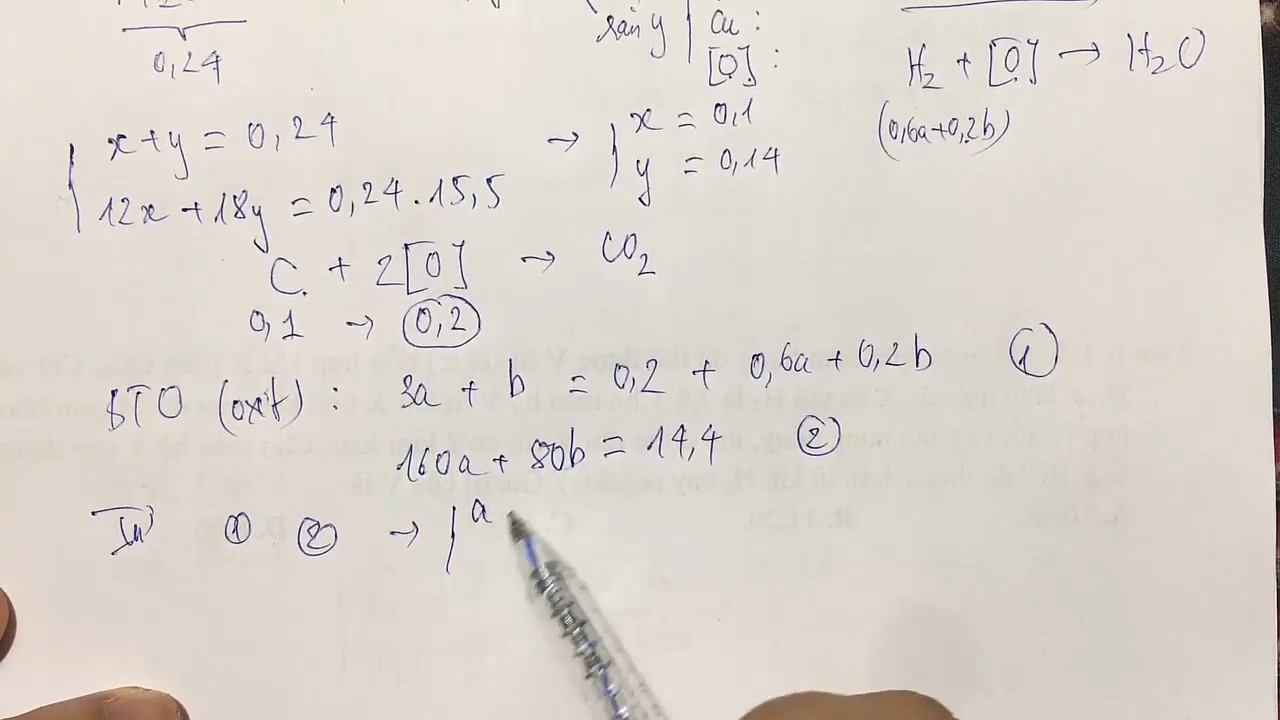 0,24
rắn Y | Cu :
[O] :
H₂ + [O] → H₂O
(0,6a+0,2b)
x+y = 0,24
12x +18y = 0,24.15,5
→ x = 0,1
y = 0,14
C + 2[O] → CO₂
0,1 → 0,2
BTO (oxit) : 3a + b = 0,2 + 0,6a+0,2b ①
160a + 80b = 14,4 ②
Từ ① ② → a